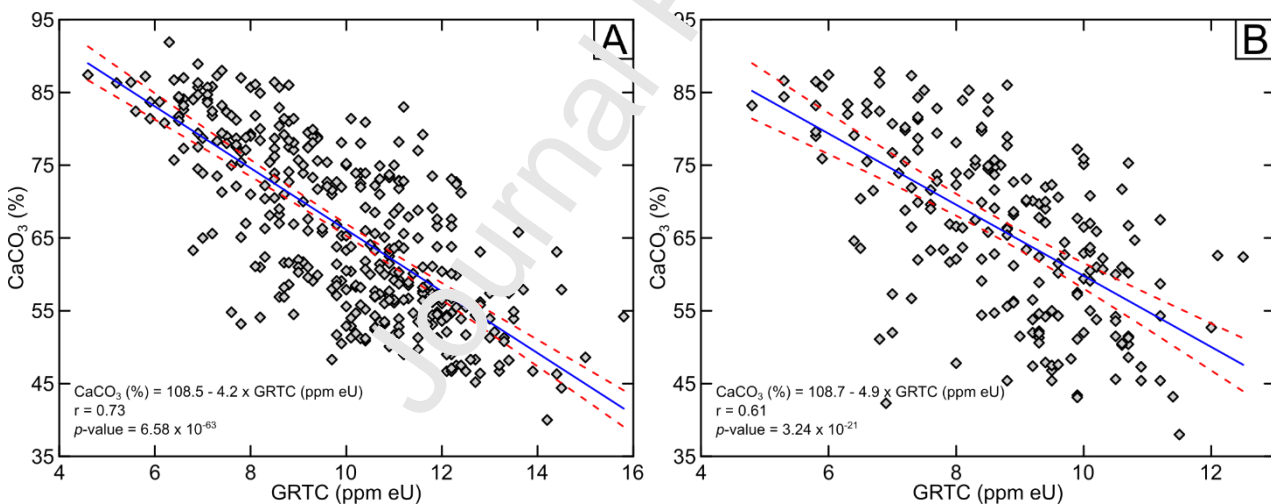 A
95
85
75
65
55
45
35
CaCO₃ (%)
CaCO₃ (%) = 108.5 - 4.2 x GRTC (ppm eU)
r = 0.73
p-value = 6.58 x 10⁻⁶³
4 6 8 10 12 14 16
GRTC (ppm eU)
B
95
85
75
65
55
45
35
CaCO₃ (%)
CaCO₃ (%) = 108.7 - 4.9 x GRTC (ppm eU)
r = 0.61
p-value = 3.24 x 10⁻²¹
4 6 8 10 12
GRTC (ppm eU)
Journal